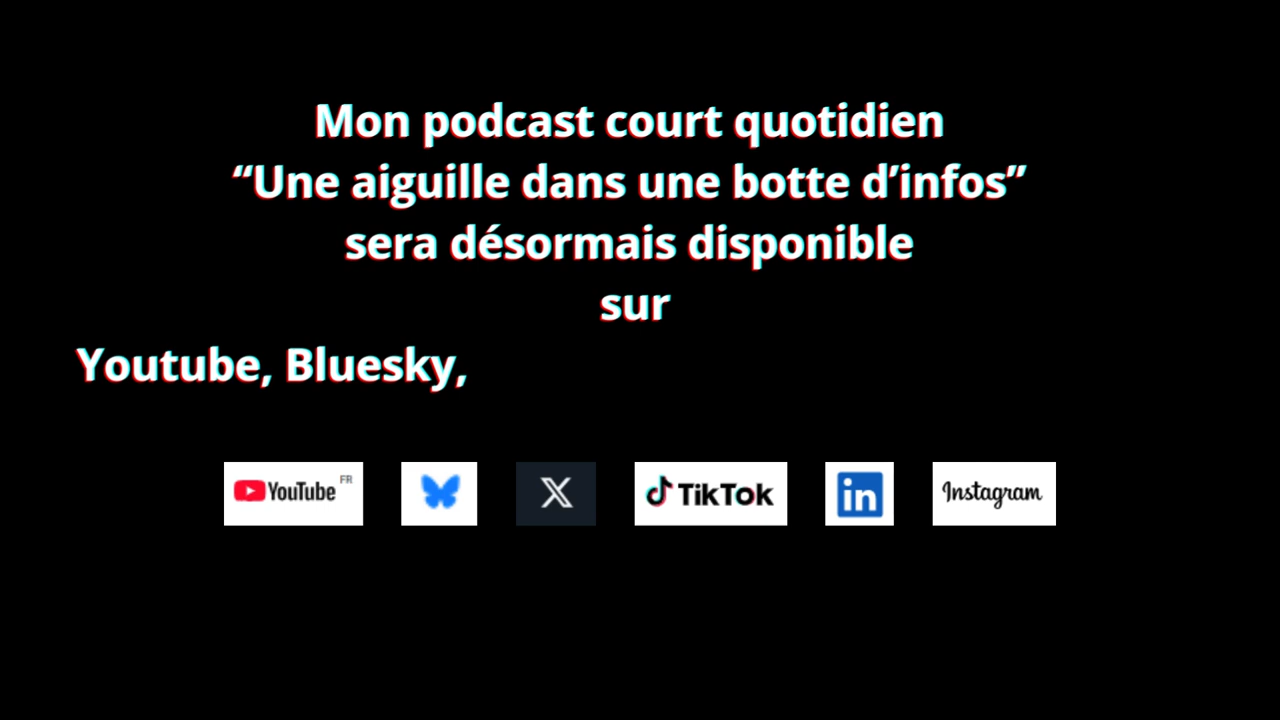 Mon podcast court quotidien
“Une aiguille dans une botte d’infos”
sera désormais disponible
sur
Youtube, Bluesky,
YouTube FR X TikTok in Instagram